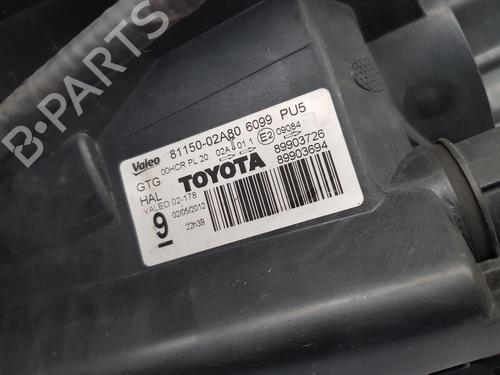 B-PARTS
Valeo 81150-02A80 6099 PU5
00HCR PL 20 02A 01 1 E2 09084
GTG TOYOTA 89903726
HAL 89903694
VALEO 02-178
9 02/05/2012
22h39